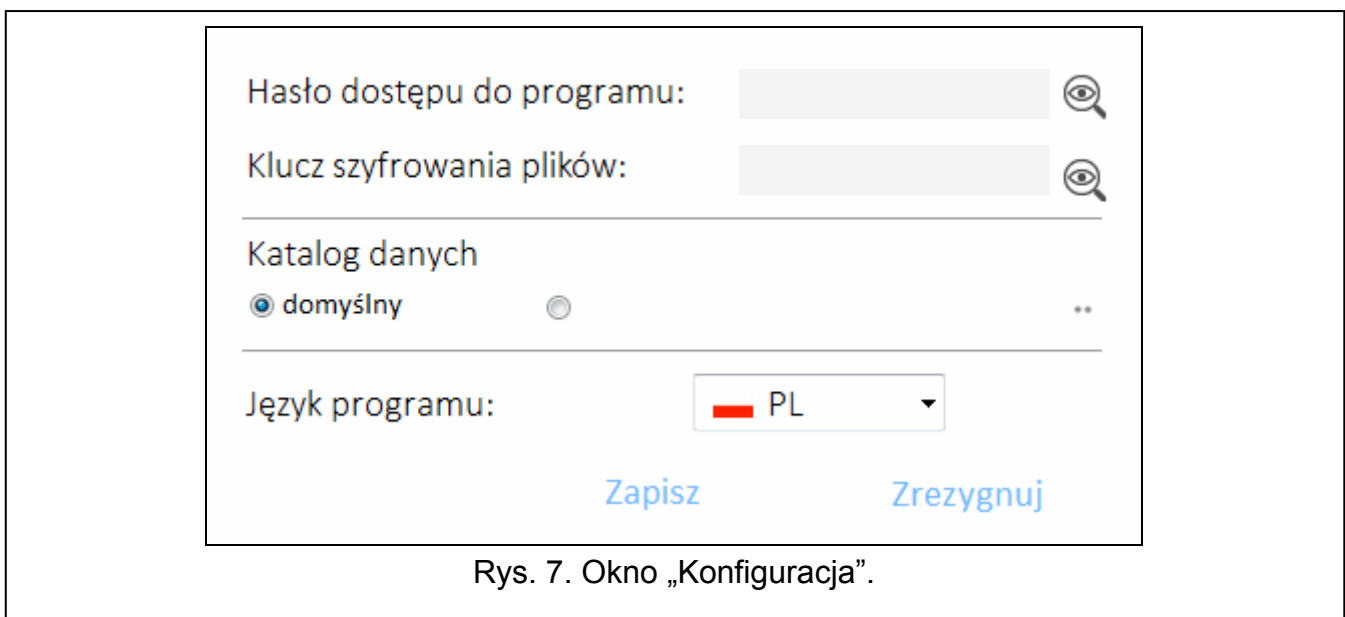 Hasło dostępu do programu:
Klucz szyfrowania plików:
Katalog danych
domyślny
..
Język programu:
PL
Zapisz Zrezygnuj
Rys. 7. Okno „Konfiguracja”.